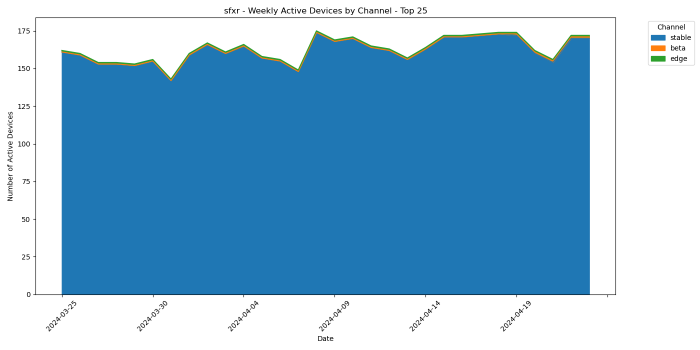 sfxr - Weekly Active Devices by Channel - Top 25
Number of Active Devices
175
150
125
100
75
50
25
0
2024-03-25
2024-03-30
2024-04-04
2024-04-09
2024-04-14
2024-04-19
Date
Channel
stable
beta
edge